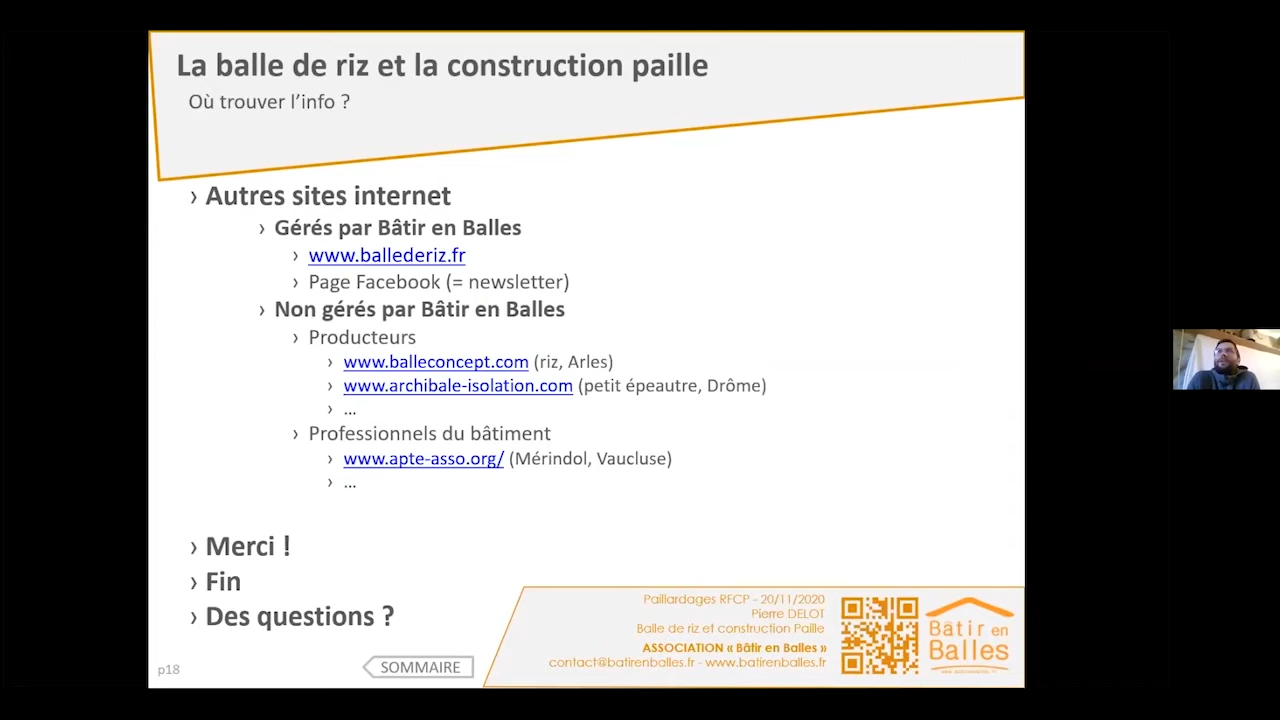 La balle de riz et la construction paille
Où trouver l’info ?
› Autres sites internet
› Gérés par Bâtir en Balles
› www.ballederiz.fr
› Page Facebook (= newsletter)
› Non gérés par Bâtir en Balles
› Producteurs
› www.balleconcept.com (riz, Arles)
› www.archibale-isolation.com (petit épeautre, Drôme)
› ...
› Professionnels du bâtiment
› www.apte-asso.org/ (Mérindol, Vaucluse)
› ...
› Merci !
› Fin
› Des questions ?
p18
SOMMAIRE
Paillardages RFCP - 20/11/2020
Pierre DELOT
Balle de riz et construction Paille
ASSOCIATION « Bâtir en Balles »
contact@batirenballes.fr - www.batirenballes.fr
Bâtir en
Balles